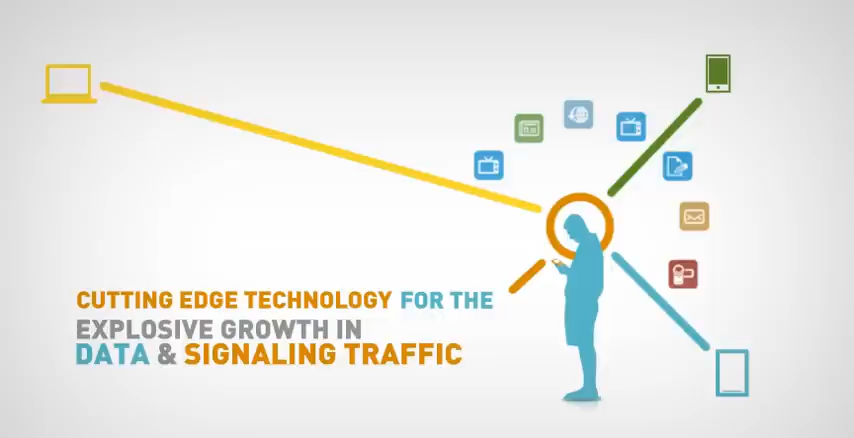 CUTTING EDGE TECHNOLOGY FOR THE
EXPLOSIVE GROWTH IN
DATA & SIGNALING TRAFFIC